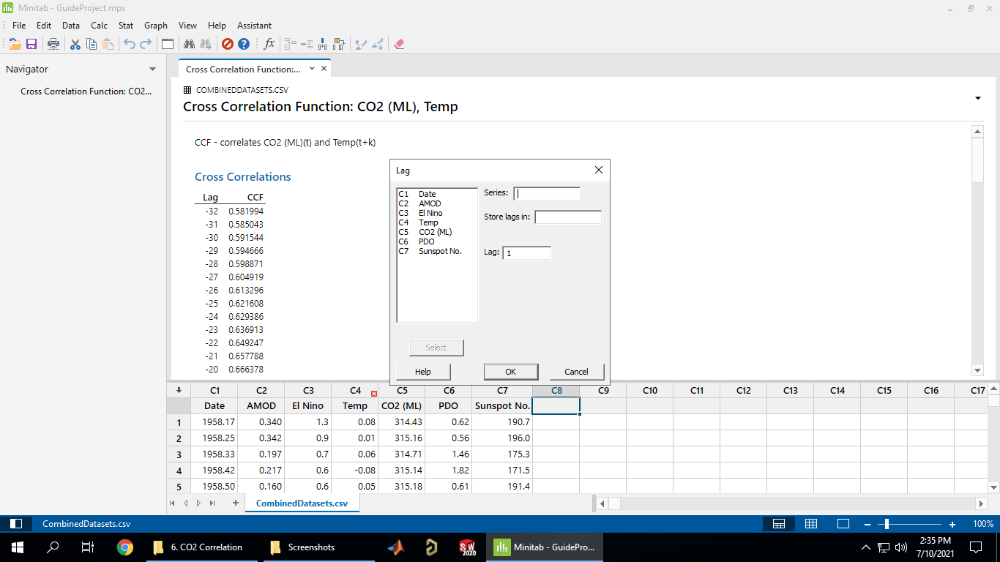 Minitab - GuideProject.mpx
File Edit Data Calc Stat Graph View Help Assistant
fx
Navigator
Cross Correlation Function: CO2...
Cross Correlation Function:...
COMBINEDDATASETS.CSV
Cross Correlation Function: CO2 (ML), Temp
CCF - correlates CO2 (ML)(t) and Temp(t+k)
Cross Correlations
Lag CCF
-32 0.581994
-31 0.585043
-30 0.591544
-29 0.594666
-28 0.598871
-27 0.604919
-26 0.613296
-25 0.621608
-24 0.629386
-23 0.636913
-22 0.649247
-21 0.657788
-20 0.666378
Lag
C1 Date
C2 AMOD
C3 El Nino
C4 Temp
C5 CO2 (ML)
C6 PDO
C7 Sunspot No.
Series:
Store lags in:
Lag: 1
Select
Help OK Cancel
C1 C2 C3 C4 C5 C6 C7 C8 C9 C10 C11 C12 C13 C14 C15 C16 C17
Date AMOD El Nino Temp CO2 (ML) PDO Sunspot No.
1 1958.17 0.340 1.3 0.08 314.43 0.62 190.7
2 1958.25 0.342 0.9 0.01 315.16 0.56 196.0
3 1958.33 0.197 0.7 0.06 314.71 1.46 175.3
4 1958.42 0.217 0.6 -0.08 315.14 1.82 171.5
5 1958.50 0.160 0.6 0.05 315.18 0.61 191.4
CombinedDatasets.csv
CombinedDatasets.csv
100%
6. CO2 Correlation
Screenshots
SW 2020
Minitab - GuidePro...
2:35 PM
7/10/2021